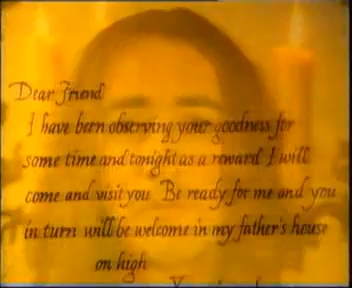 Dear Friend
I have been observing your goodness for
some time and tonight as a reward I will
come and visit you Be ready for me and you
in turn will be welcome in my father's house
on high